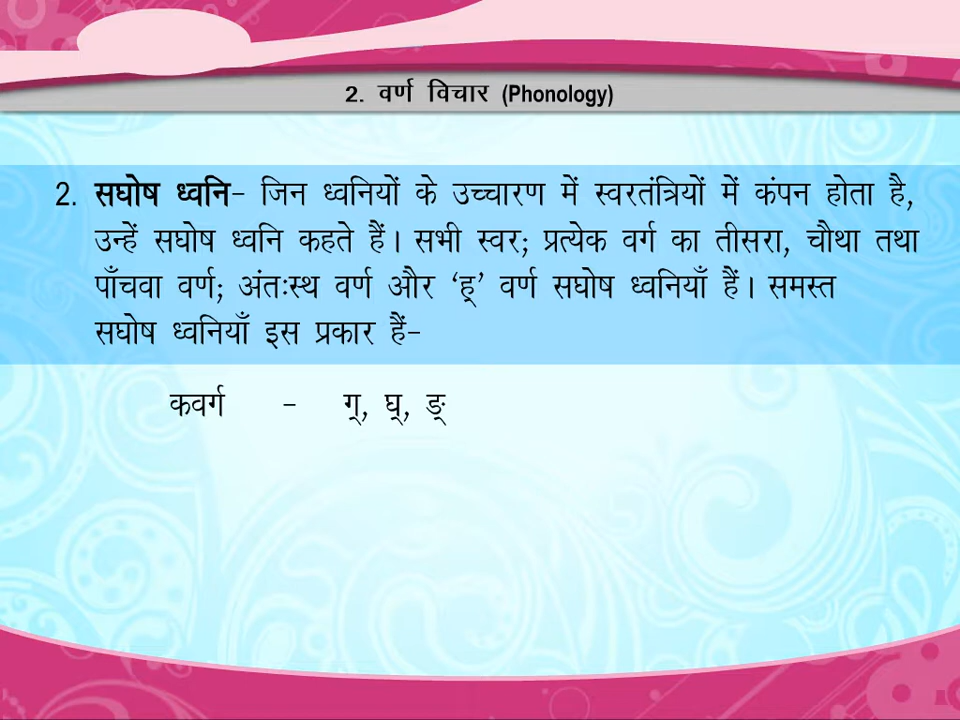 2. वर्ण विचार (Phonology)
2. सघोष ध्वनि- जिन ध्वनियों के उच्चारण में स्वरतंत्रियों में कंपन होता है,
उन्हें सघोष ध्वनि कहते हैं। सभी स्वर; प्रत्येक वर्ग का तीसरा, चौथा तथा
पाँचवा वर्ण; अंतःस्थ वर्ण और ‘ह्’ वर्ण सघोष ध्वनियाँ हैं। समस्त
सघोष ध्वनियाँ इस प्रकार हैं-
कवर्ग - ग्, घ्, ङ्